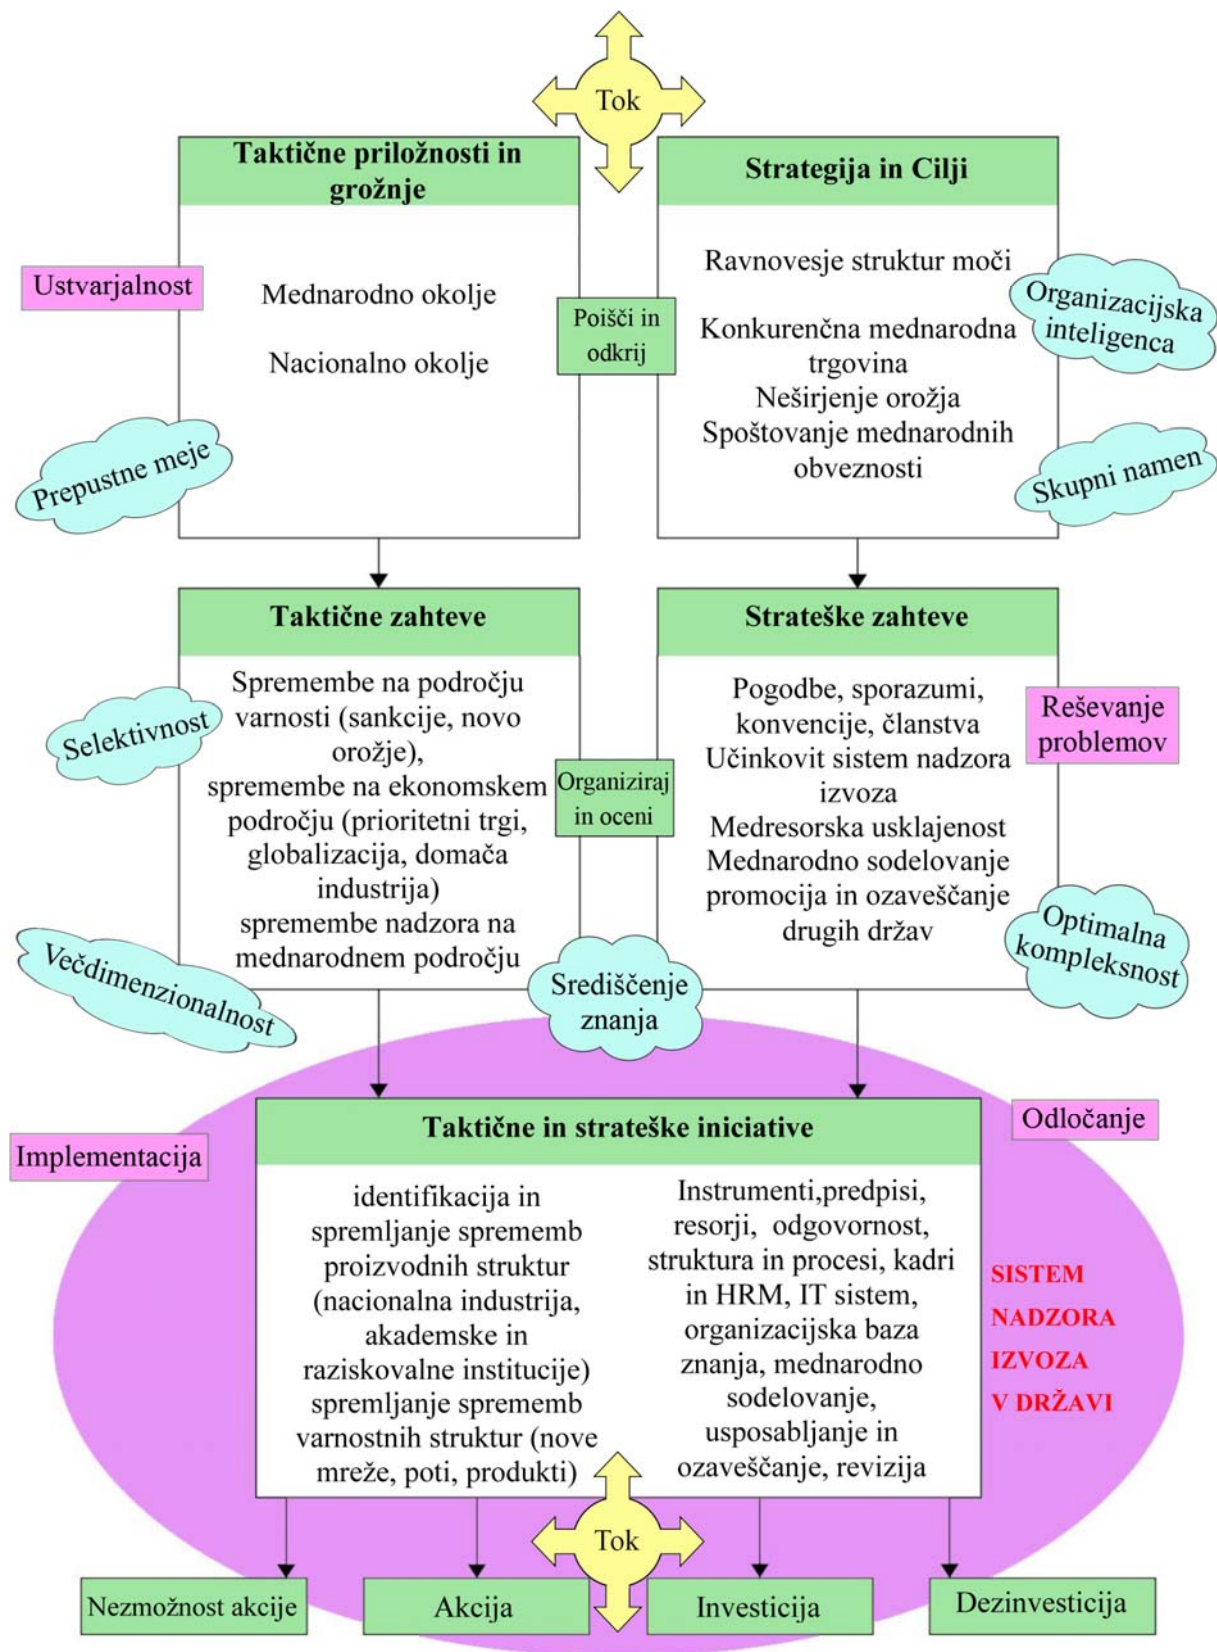 Tok
Taktične priložnosti in
grožnje
Strategija in Cilji
Ustvarjalnost
Mednarodno okolje
Nacionalno okolje
Prepustne meje
Poišči in
odkrij
Ravnovesje struktur moči
Konkurenčna mednarodna
trgovina
Neširjenje orožja
Spoštovanje mednarodnih
obveznosti
Organizacijska
inteligenca
Skupni namen
Taktične zahteve
Strateške zahteve
Selektivnost
Spremembe na področju
varnosti (sankcije, novo
orožje),
spremembe na ekonomskem
področju (prioritetni trgi,
globalizacija, domača
industrija)
spremembe nadzora na
mednarodnem področju
Večdimenzionalnost
Organiziraj
in oceni
Pogodbe, sporazumi,
konvencije, članstva
Učinkovit sistem nadzora
izvoza
Medresorska usklajenost
Mednarodno sodelovanje
promocija in ozaveščanje
drugih držav
Reševanje
problemov
Optimalna
kompleksnost
Središčenje
znanja
Implementacija
Odločanje
Taktične in strateške iniciative
identifikacija in
spremljanje sprememb
proizvodnih struktur
(nacionalna industrija,
akademske in
raziskovalne institucije)
spremljanje sprememb
varnostnih struktur (nove
mreže, poti, produkti)
Instrumenti,predpisi,
resorji, odgovornost,
struktura in procesi, kadri
in HRM, IT sistem,
organizacijska baza
znanja, mednarodno
sodelovanje,
usposabljanje in
ozaveščanje, revizija
SISTEM
NADZORA
IZVOZA
V DRŽAVI
Tok
Nezmožnost akcije
Akcija
Investicija
Dezinvesticija